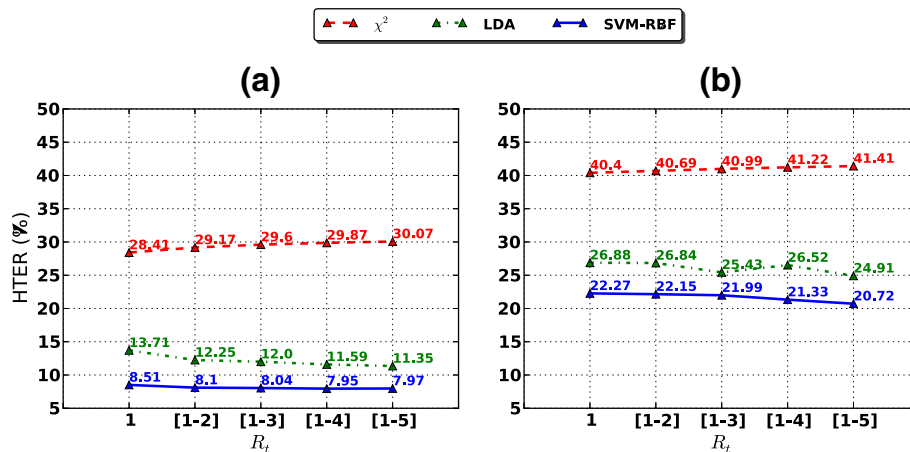 χ² LDA SVM-RBF
(a) (b)
HTER (%)
50 50
45 45
40 40.4 40.69 40.99 41.22 41.41
40
35 35
30 28.41 29.17 29.6 29.87 30.07
30
25 26.88 26.84 25.43 26.52 24.91
25
20 22.27 22.15 21.99 21.33 20.72
20
15 13.71 12.25 12.0 11.59 11.35
15
10 8.51 8.1 8.04 7.95 7.97
10
5 5
1 [1-2] [1-3] [1-4] [1-5] 1 [1-2] [1-3] [1-4] [1-5]
Rₜ Rₜ